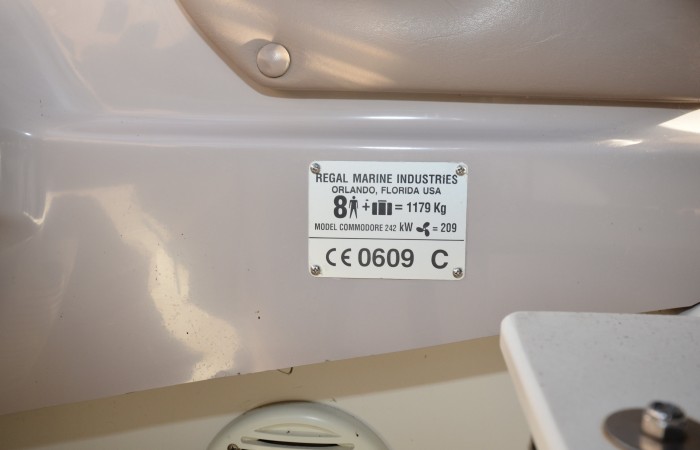 REGAL MARINE INDUSTRIES
ORLANDO, FLORIDA USA
8 + = 1179 Kg
MODEL COMMODORE 242 kW = 209
CE 0609 C